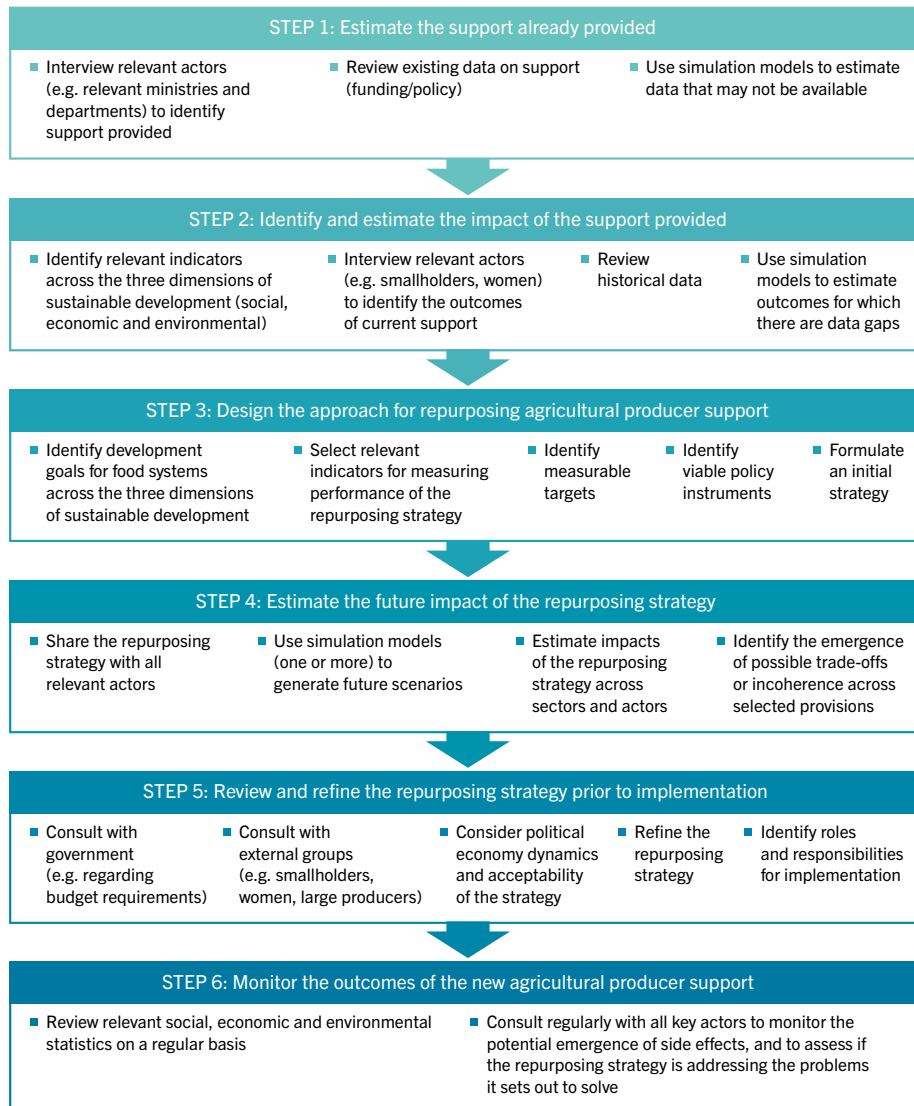 STEP 1: Estimate the support already provided
Interview relevant actors
(e.g. relevant ministries and
departments) to identify
support provided
Review existing data on support
(funding/policy)
Use simulation models to estimate
data that may not be available
STEP 2: Identify and estimate the impact of the support provided
Identify relevant indicators
across the three dimensions of
sustainable development (social,
economic and environmental)
Interview relevant actors
(e.g. smallholders, women)
to identify the outcomes
of current support
Review
historical data
Use simulation
models to estimate
outcomes for which
there are data gaps
STEP 3: Design the approach for repurposing agricultural producer support
Identify development
goals for food systems
across the three dimensions
of sustainable development
Select relevant
indicators for measuring
performance of the
repurposing strategy
Identify
measurable
targets
Identify
viable policy
instruments
Formulate
an initial
strategy
STEP 4: Estimate the future impact of the repurposing strategy
Share the repurposing
strategy with all
relevant actors
Use simulation models
(one or more) to
generate future scenarios
Estimate impacts
of the repurposing
strategy across
sectors and actors
Identify the emergence
of possible trade-offs
or incoherence across
selected provisions
STEP 5: Review and refine the repurposing strategy prior to implementation
Consult with
government
(e.g. regarding
budget requirements)
Consult with
external groups
(e.g. smallholders,
women, large producers)
Consider political
economy dynamics
and acceptability
of the strategy
Refine the
repurposing
strategy
Identify roles
and responsibilities
for implementation
STEP 6: Monitor the outcomes of the new agricultural producer support
Review relevant social, economic and environmental
statistics on a regular basis
Consult regularly with all key actors to monitor the
potential emergence of side effects, and to assess if
the repurposing strategy is addressing the problems
it sets out to solve